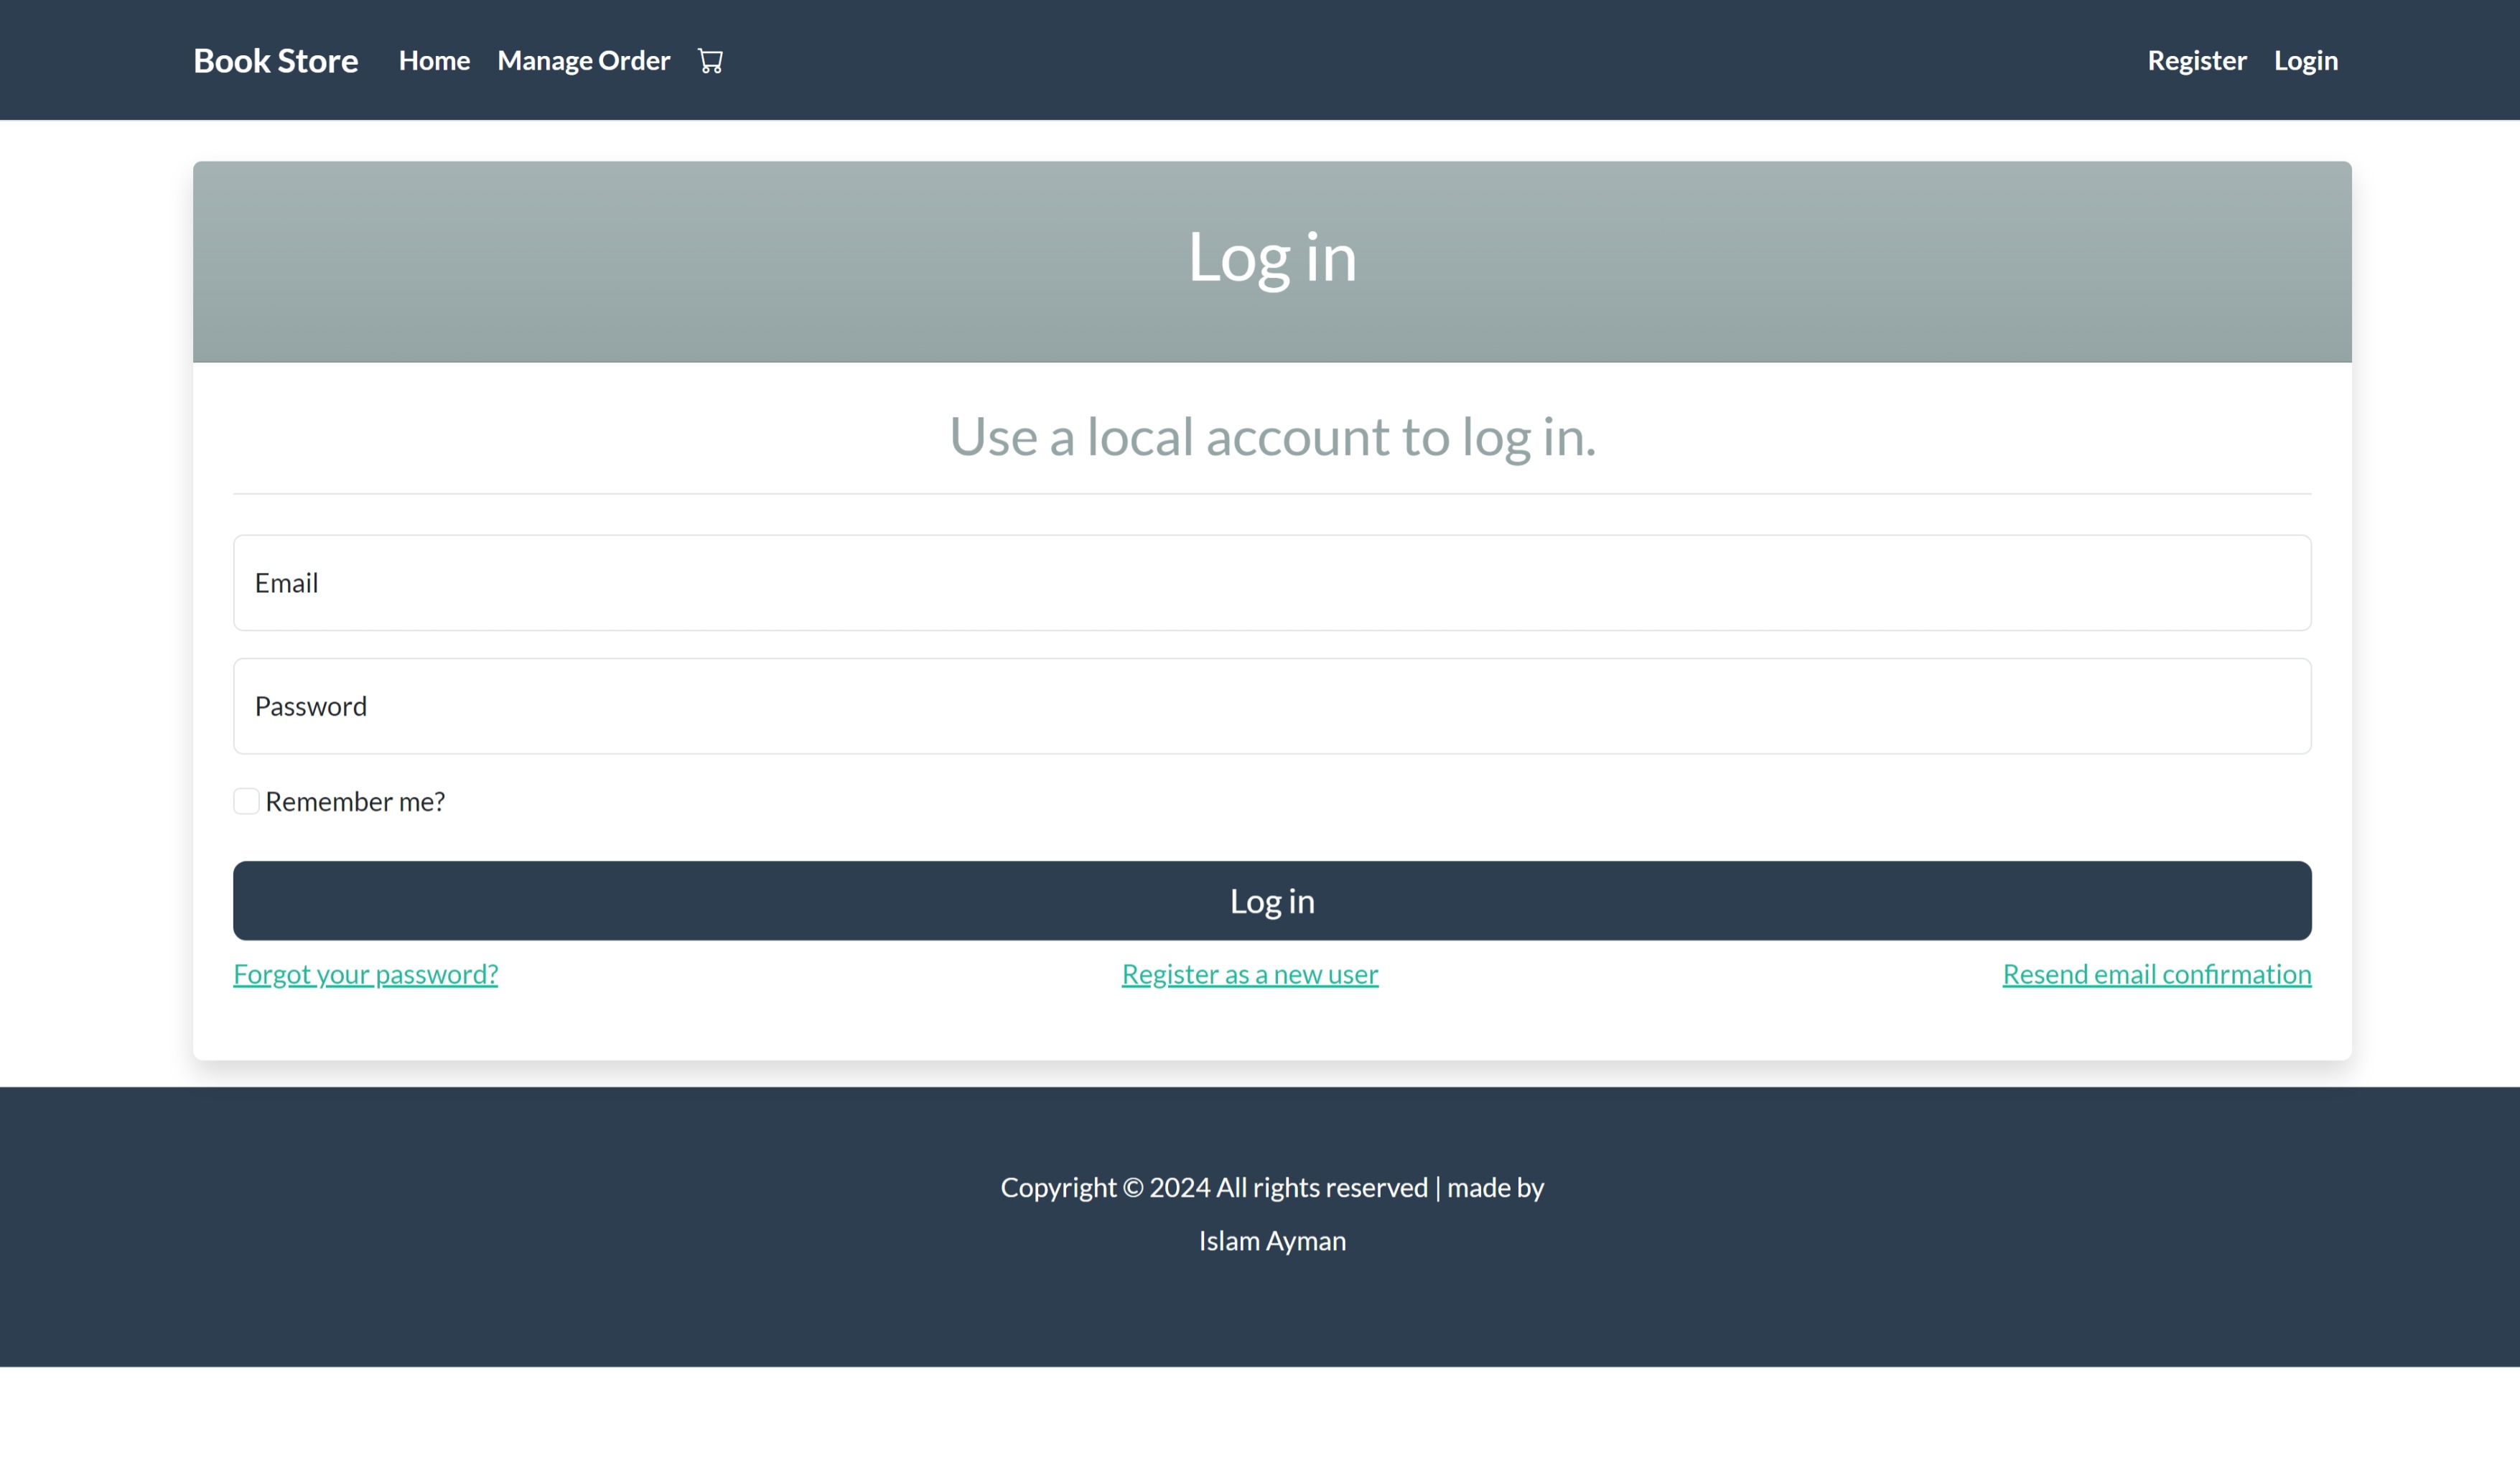 Book Store Home Manage Order Register Login
Log in
Use a local account to log in.
Email
Password
Remember me?
Log in
Forgot your password? Register as a new user Resend email confirmation
Copyright © 2024 All rights reserved | made by
Islam Ayman